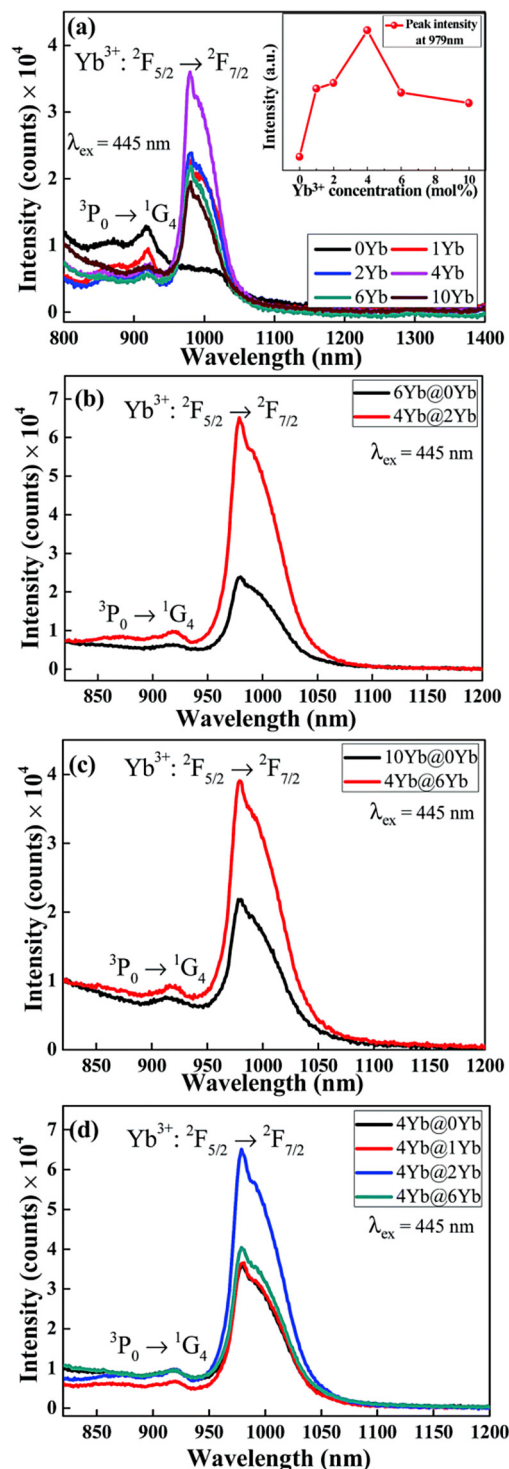 (a)
Yb³⁺: ²F₅/₂ → ²F₇/₂
λₑₓ = 445 nm
³P₀ → ¹G₄
Intensity (counts) × 10⁴
4
3
2
1
0
800 900 1000 1100 1200 1300 1400
Wavelength (nm)
Peak intensity
at 979nm
Intensity (a.u.)
0 2 4 6 8 10
Yb³⁺ concentration (mol%)
0Yb 1Yb
2Yb 4Yb
6Yb 10Yb
(b)
Yb³⁺: ²F₅/₂ → ²F₇/₂
6Yb@0Yb
4Yb@2Yb
λₑₓ = 445 nm
³P₀ → ¹G₄
Intensity (counts) × 10⁴
7
6
5
4
3
2
1
0
850 900 950 1000 1050 1100 1150 1200
Wavelength (nm)
(c)
Yb³⁺: ²F₅/₂ → ²F₇/₂
10Yb@0Yb
4Yb@6Yb
λₑₓ = 445 nm
³P₀ → ¹G₄
Intensity (counts) × 10⁴
4
3
2
1
0
850 900 950 1000 1050 1100 1150 1200
Wavelength (nm)
(d)
Yb³⁺: ²F₅/₂ → ²F₇/₂
4Yb@0Yb
4Yb@1Yb
4Yb@2Yb
4Yb@6Yb
λₑₓ = 445 nm
³P₀ → ¹G₄
Intensity (counts) × 10⁴
7
6
5
4
3
2
1
0
850 900 950 1000 1050 1100 1150 1200
Wavelength (nm)